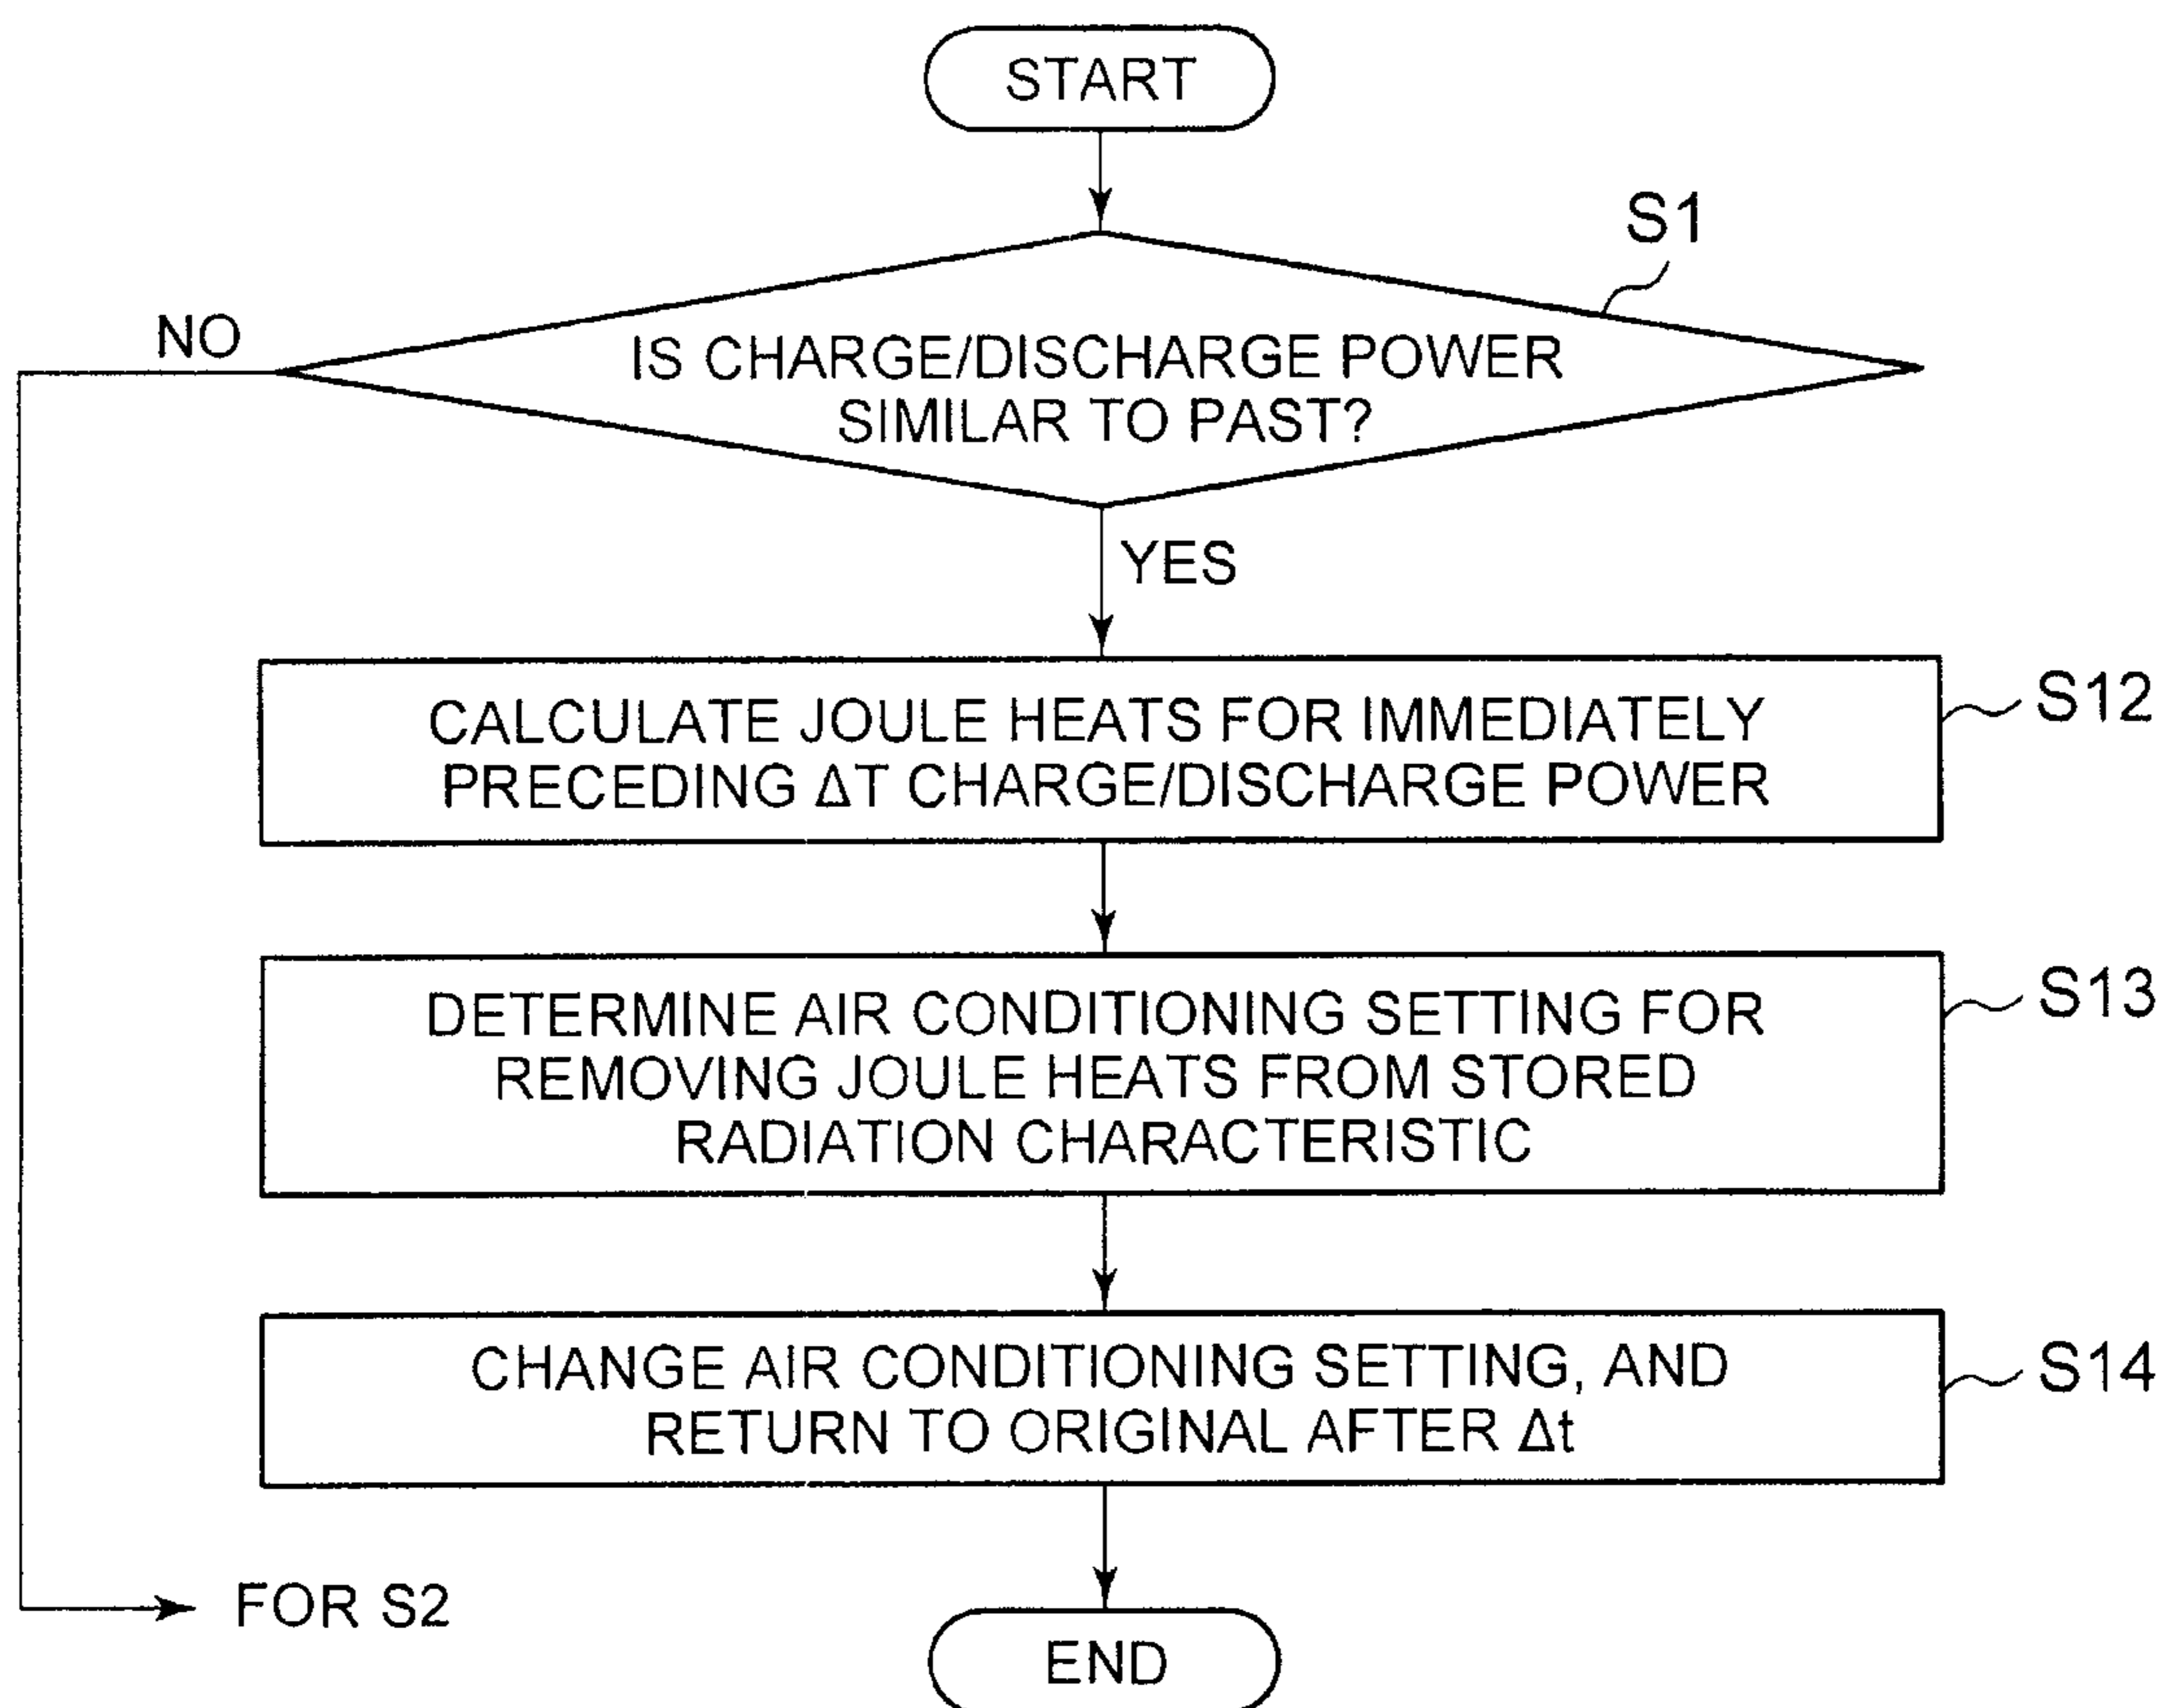 START
S1
NO
IS CHARGE/DISCHARGE POWER
SIMILAR TO PAST?
YES
CALCULATE JOULE HEATS FOR IMMEDIATELY
PRECEDING ΔT CHARGE/DISCHARGE POWER
S12
DETERMINE AIR CONDITIONING SETTING FOR
REMOVING JOULE HEATS FROM STORED
RADIATION CHARACTERISTIC
S13
CHANGE AIR CONDITIONING SETTING, AND
RETURN TO ORIGINAL AFTER Δt
S14
FOR S2
END